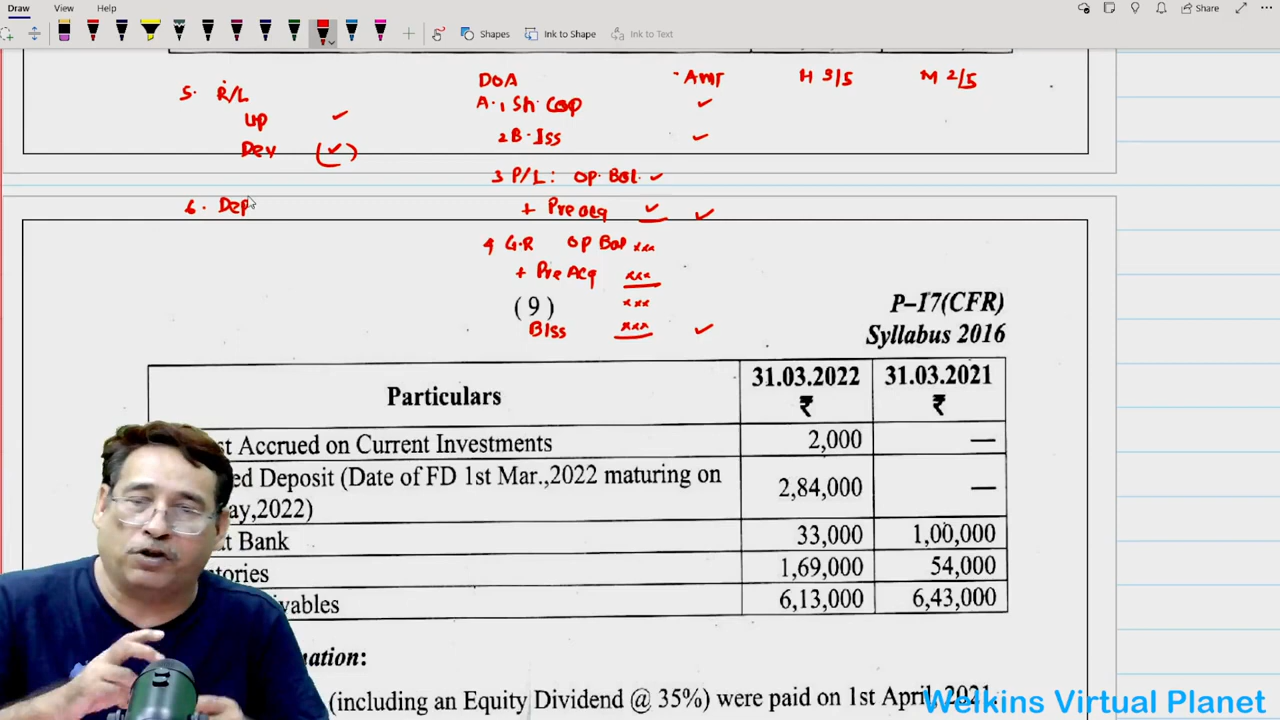 Draw View Help
Shapes Ink to Shape Ink to Text Share
DOA Amt H 3/5 M 2/5
5. R/L A.1 Sh. Cap
Up 2 B. Iss
Dev (✓)
3 P/L: Op. Bal. ✓
6. Dep + Pre acq ✓ ✓
4 G.R Op Bal xxx
+ Pre Acq xxx
(9) xxx P–17(CFR)
B Iss xxx ✓ Syllabus 2016
Particulars 31.03.2022 ₹ 31.03.2021 ₹
st Accrued on Current Investments 2,000 —
ed Deposit (Date of FD 1st Mar.,2022 maturing on
ay,2022) 2,84,000 —
at Bank 33,000 1,00,000
tories 1,69,000 54,000
vables 6,13,000 6,43,000
nation:
(including an Equity Dividend @ 35%) were paid on 1st April, 2021.
Welkins Virtual Planet